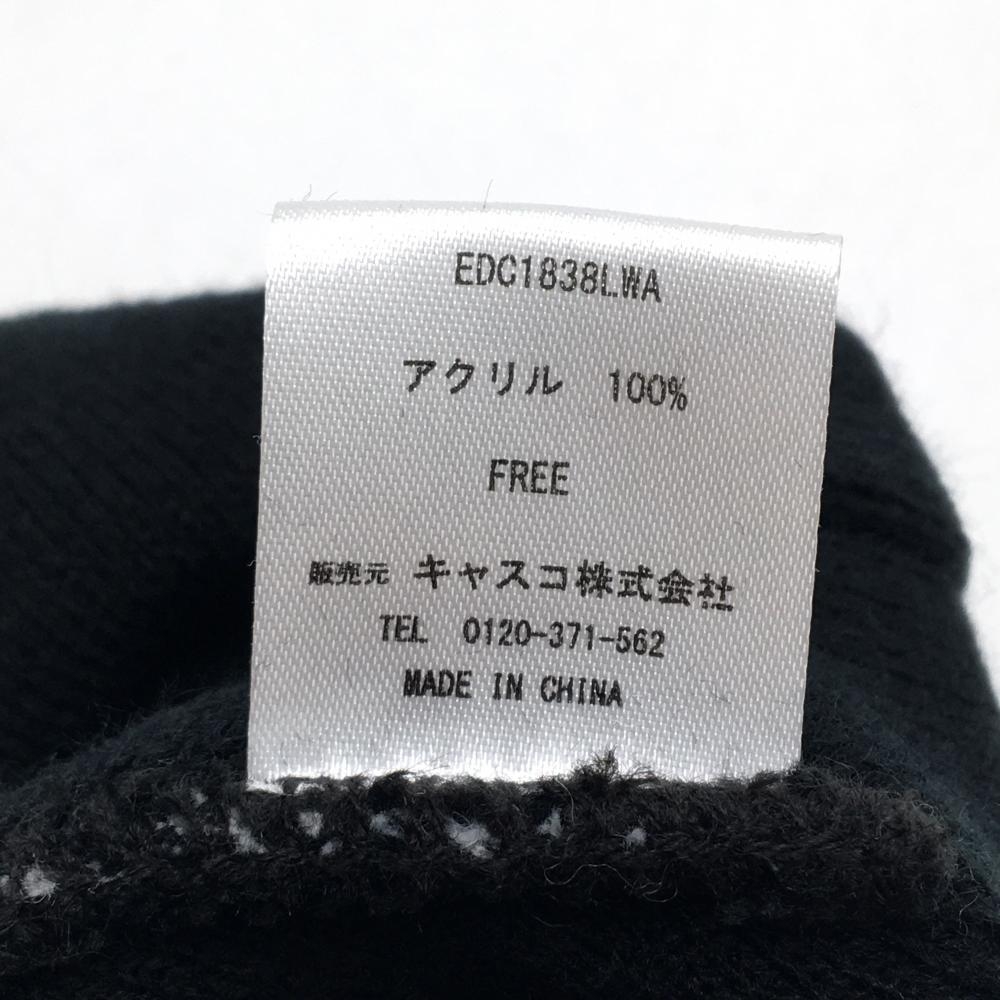 EDC1838LWA
アクリル 100%
FREE
販売元 キャスコ株式会社
TEL 0120-371-562
MADE IN CHINA